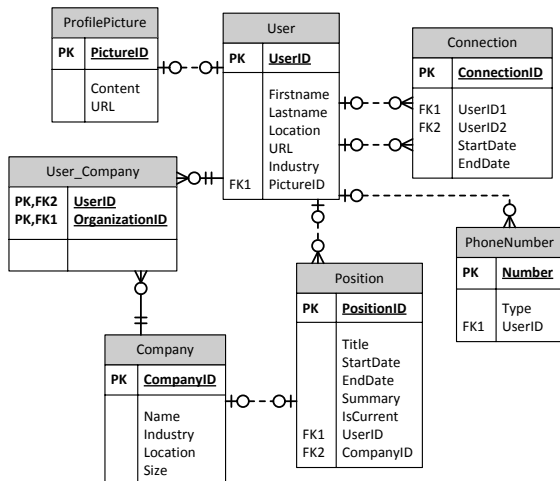 ProfilePicture
PK PictureID
Content
URL
User
PK UserID
Firstname
Lastname
Location
URL
Industry
FK1 PictureID
Connection
PK ConnectionID
FK1 UserID1
FK2 UserID2
StartDate
EndDate
User_Company
PK,FK2 UserID
PK,FK1 OrganizationID
PhoneNumber
PK Number
Type
FK1 UserID
Position
PK PositionID
Title
StartDate
EndDate
Summary
IsCurrent
FK1 UserID
FK2 CompanyID
Company
PK CompanyID
Name
Industry
Location
Size